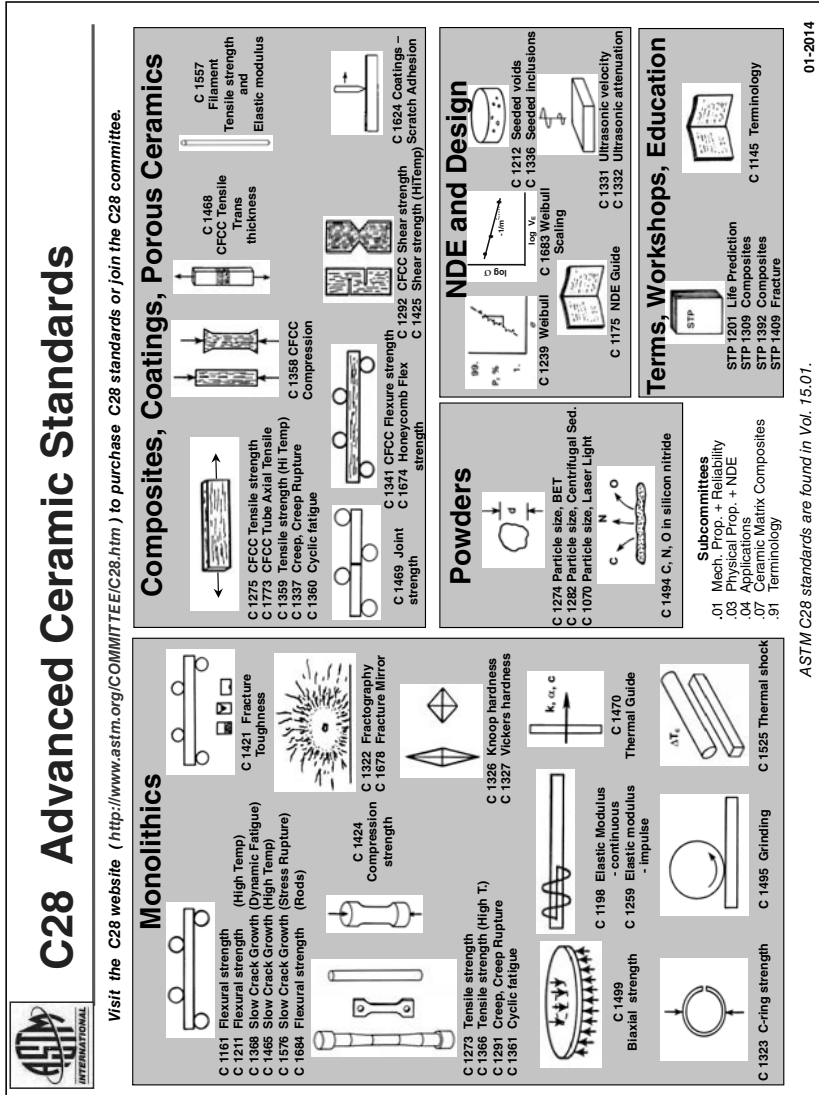 ASTM
INTERNATIONAL
C28 Advanced Ceramic Standards
Visit the C28 website ( http://www.astm.org/COMMITTEE/C28.htm ) to purchase C28 standards or join the C28 committee.
Monolithics
C 1161 Flexural strength
C 1211 Flexural strength (High Temp)
C 1368 Slow Crack Growth (Dynamic Fatigue)
C 1465 Slow Crack Growth (High Temp)
C 1576 Slow Crack Growth (Stress Rupture)
C 1684 Flexural strength (Rods)
C 1421 Fracture
Toughness
C 1424
Compression
strength
C 1322 Fractography
C 1678 Fracture Mirror
C 1273 Tensile strength
C 1366 Tensile strength (High T.)
C 1291 Creep, Creep Rupture
C 1361 Cyclic fatigue
C 1326 Knoop hardness
C 1327 Vickers hardness
C 1499
Biaxial strength
C 1198 Elastic Modulus
- continuous
C 1259 Elastic modulus
- impulse
k, α, c
C 1470
Thermal Guide
C 1323 C-ring strength
C 1495 Grinding
ΔTc
C 1525 Thermal shock
Composites, Coatings, Porous Ceramics
C 1275 CFCC Tensile strength
C 1773 CFCC Tube Axial Tensile
C 1359 Tensile strength (Hi Temp)
C 1337 Creep, Creep Rupture
C 1360 Cyclic fatigue
C 1358 CFCC
Compression
C 1468
CFCC Tensile
Trans
thickness
C 1557
Filament
Tensile strength
and
Elastic modulus
C 1469 Joint
strength
C 1341 CFCC Flexure strength
C 1674 Honeycomb Flex
strength
C 1292 CFCC Shear strength
C 1425 Shear strength (HiTemp)
C 1624 Coatings –
Scratch Adhesion
Powders
d
C 1274 Particle size, BET
C 1282 Particle size, Centrifugal Sed.
C 1070 Particle size, Laser Light
C N O
C 1494 C, N, O in silicon nitride
NDE and Design
99.
P, %
1.
σ
C 1239 Weibull
log σ
-1/m
log VE
C 1683 Weibull
Scaling
C 1212 Seeded voids
C 1336 Seeded inclusions
C 1175 NDE Guide
C 1331 Ultrasonic velocity
C 1332 Ultrasonic attenuation
Subcommittees
.01 Mech. Prop. + Reliability
.03 Physical Prop. + NDE
.04 Applications
.07 Ceramic Matrix Composites
.91 Terminology
Terms, Workshops, Education
STP
STP 1201 Life Prediction
STP 1309 Composites
STP 1392 Composites
STP 1409 Fracture
C 1145 Terminology
ASTM C28 standards are found in Vol. 15.01.
01-2014